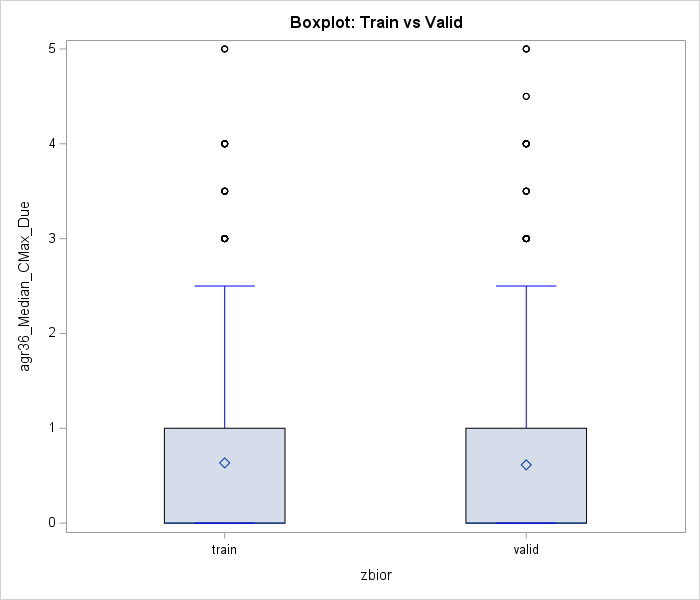 Boxplot: Train vs Valid
5
4
3
2
1
0
agr36_Median_CMax_Due
train
valid
zbior